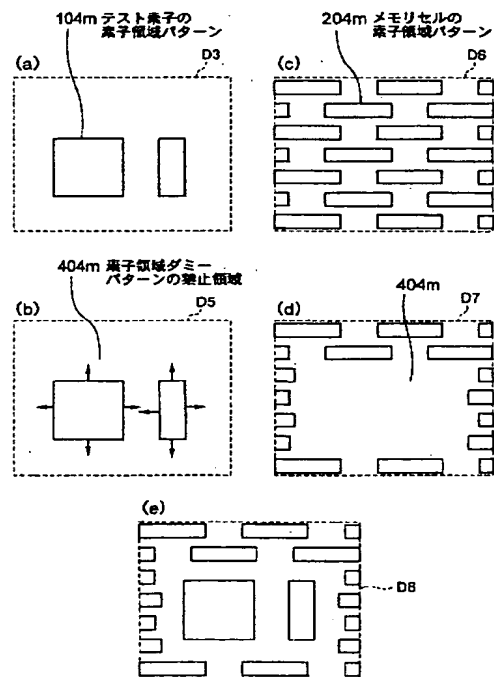 104m テスト素子の
素子領域パターン
(a)
D3
204m メモリセルの
素子領域パターン
(c)
D6
404m 素子領域ダミー
パターンの禁止領域
(b)
D5
(d)
D7
404m
(e)
D8